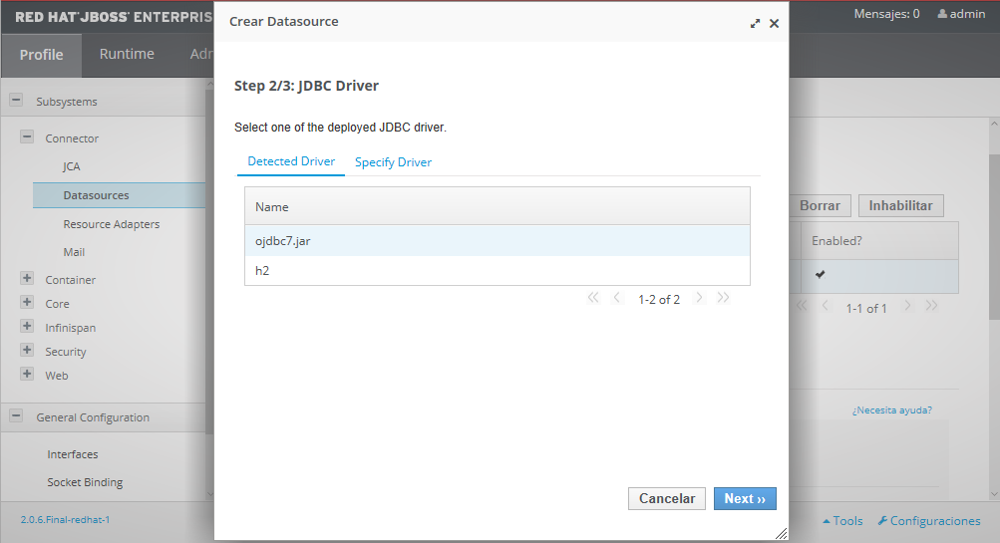 RED HAT JBOSS ENTERPRIS
Mensajes: 0 admin
Profile Runtime
Subsystems
Connector
JCA
Datasources
Resource Adapters
Mail
Container
Core
Infinispan
Security
Web
General Configuration
Interfaces
Socket Binding
2.0.6.Final-redhat-1
Crear Datasource
Step 2/3: JDBC Driver
Select one of the deployed JDBC driver.
Detected Driver Specify Driver
Name
ojdbc7.jar
h2
1-2 of 2
Cancelar Next ››
Borrar Inhabilitar
Enabled?
1-1 of 1
¿Necesita ayuda?
Tools Configuraciones